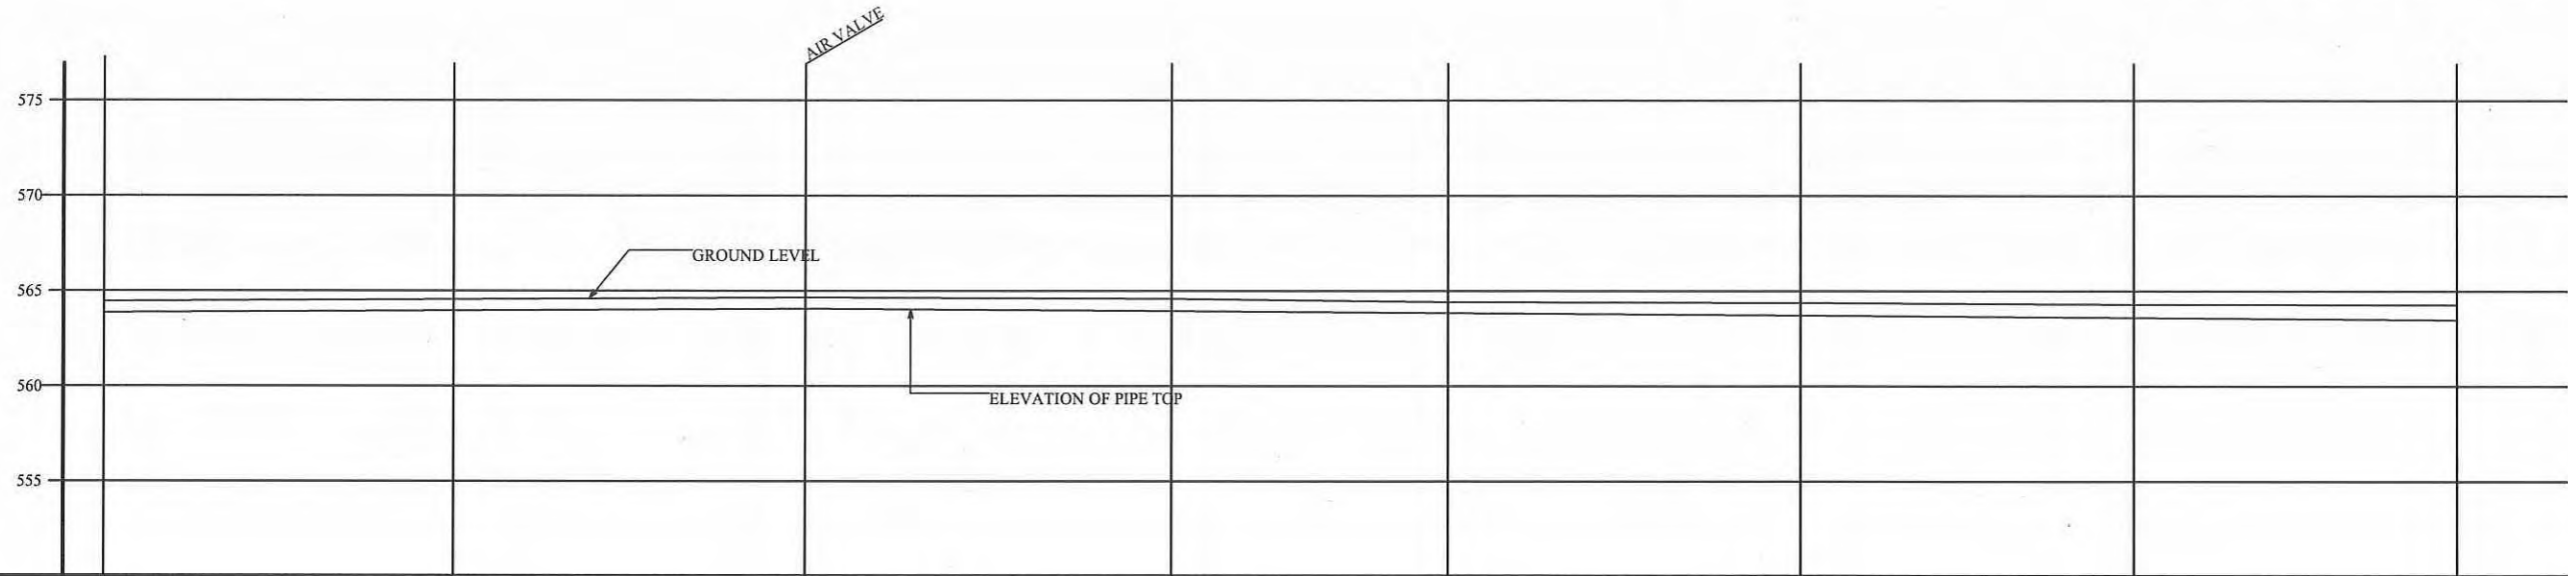 AIR VALVE
575
570
GROUND LEVEL
565
560
ELEVATION OF PIPE TOP
555